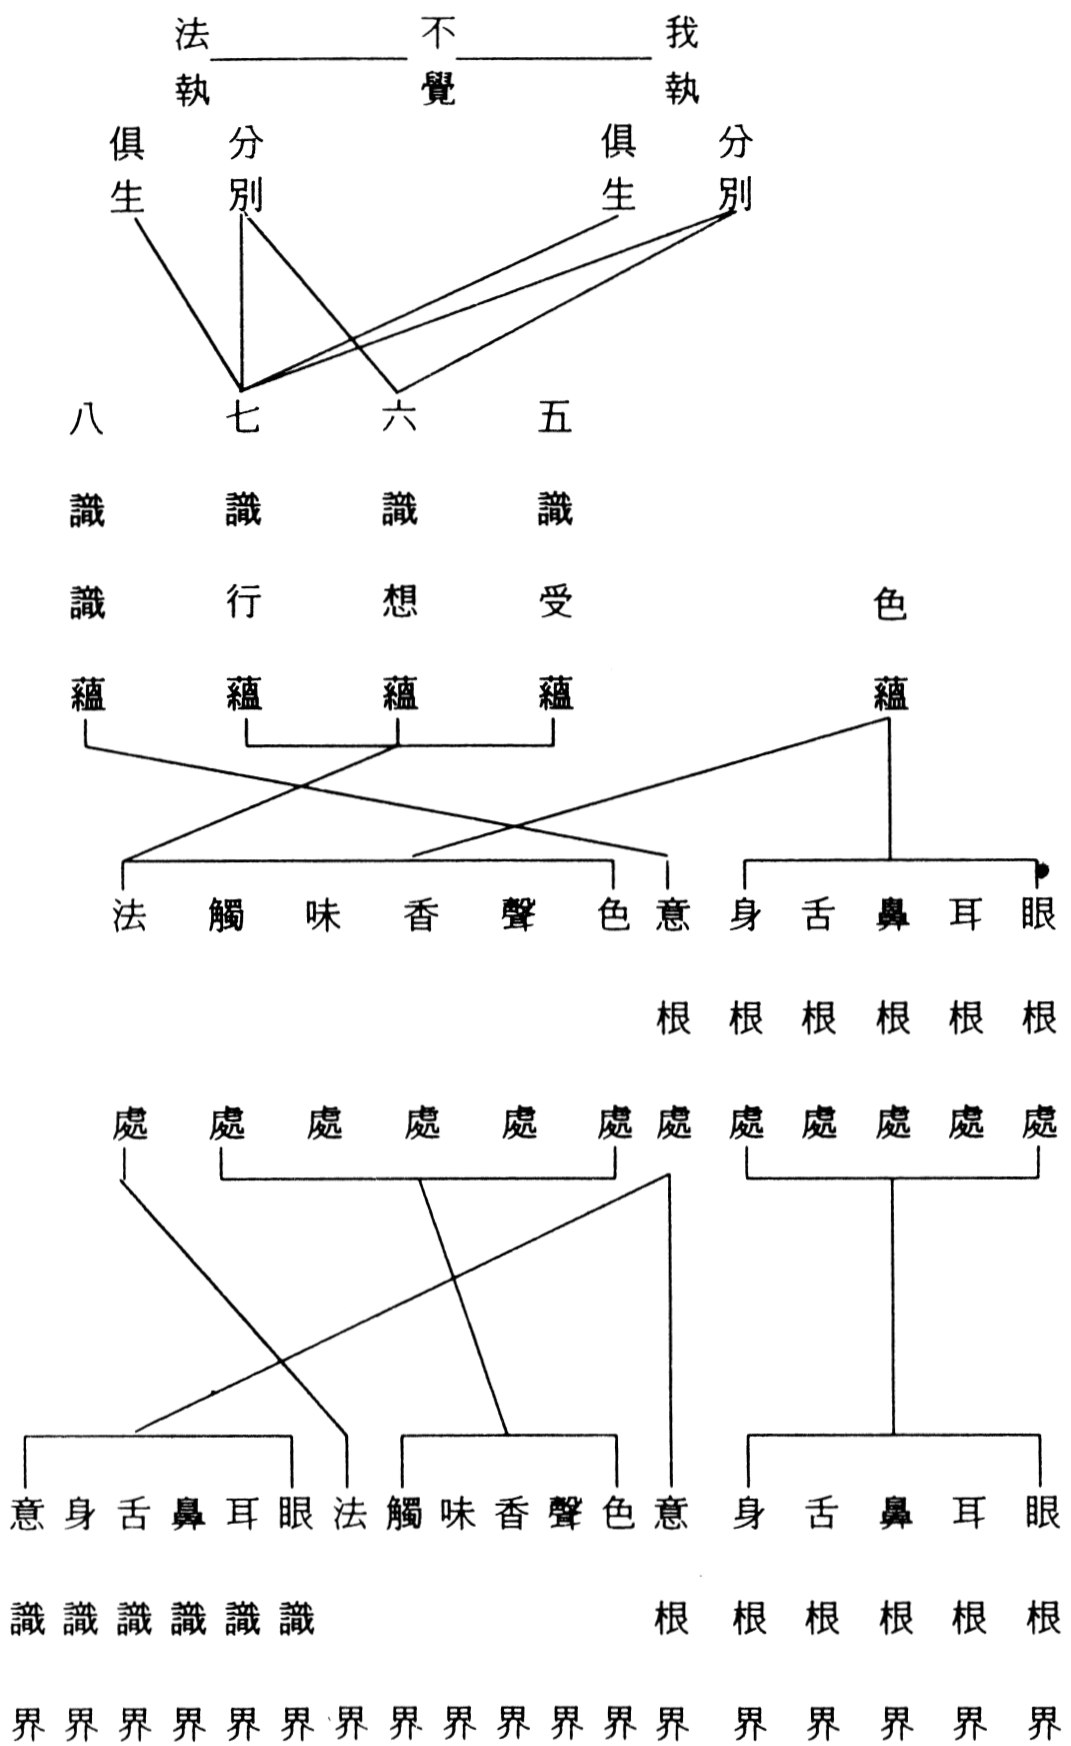 我執
不覺
法執
分別
俱生
分別
俱生
色蘊
五識受蘊
六識想蘊
七識行蘊
八識識蘊
眼根處
耳根處
鼻根處
舌根處
身根處
意根處
色處
聲處
香處
味處
觸處
法處
眼根界
耳根界
鼻根界
舌根界
身根界
意根界
色界
聲界
香界
味界
觸界
法界
眼識界
耳識界
鼻識界
舌識界
身識界
意識界